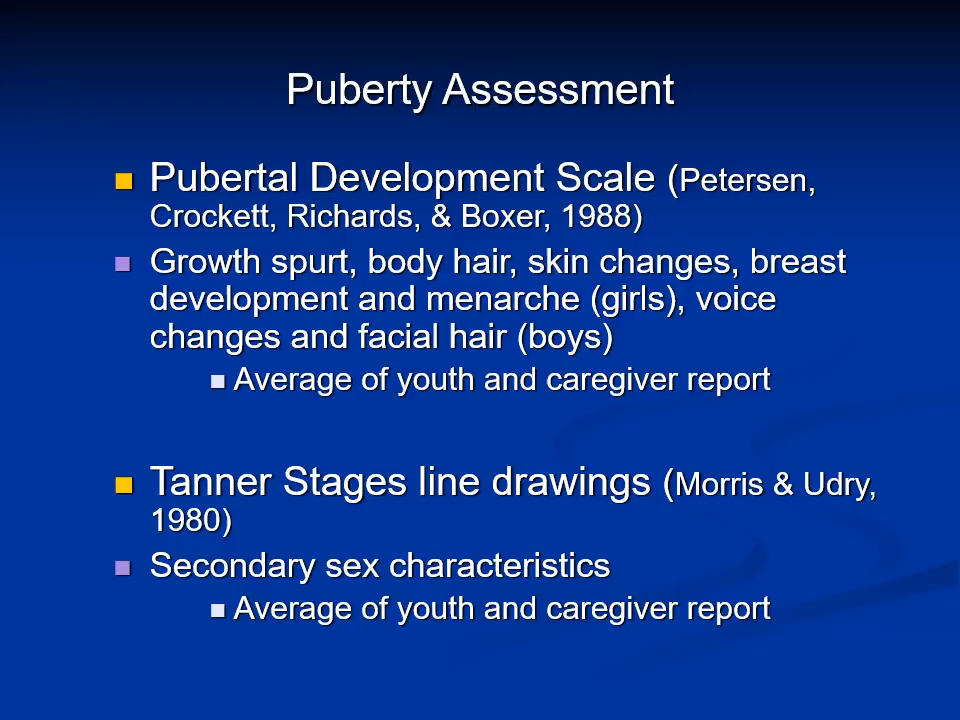 Puberty Assessment
Pubertal Development Scale (Petersen,
Crockett, Richards, & Boxer, 1988)
Growth spurt, body hair, skin changes, breast
development and menarche (girls), voice
changes and facial hair (boys)
Average of youth and caregiver report
Tanner Stages line drawings (Morris & Udry,
1980)
Secondary sex characteristics
Average of youth and caregiver report